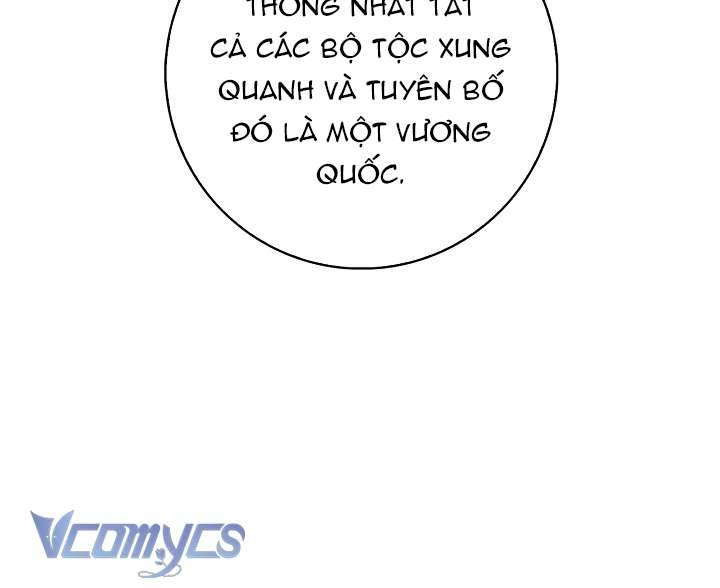 THỐNG NHẤT TẤT
CẢ CÁC BỘ TỘC XUNG
QUANH VÀ TUYÊN BỐ
ĐÓ LÀ MỘT VƯƠNG
QUỐC.
VCOMYCS